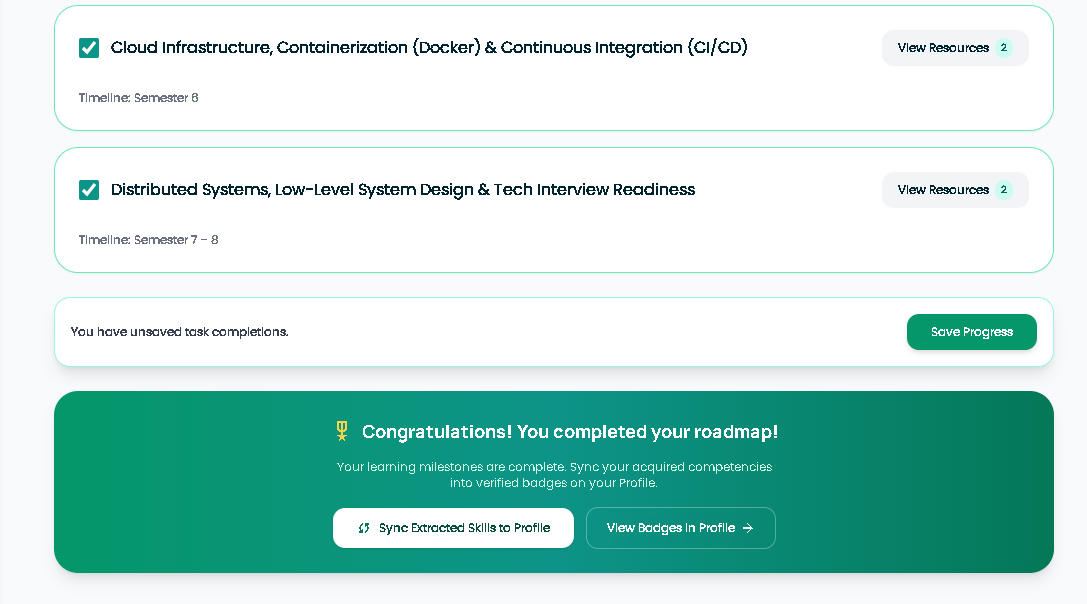 Cloud Infrastructure, Containerization (Docker) & Continuous Integration (CI/CD)
View Resources 2
Timeline: Semester 6
Distributed Systems, Low-Level System Design & Tech Interview Readiness
View Resources 2
Timeline: Semester 7 – 8
You have unsaved task completions.
Save Progress
Congratulations! You completed your roadmap!
Your learning milestones are complete. Sync your acquired competencies
into verified badges on your Profile.
Sync Extracted Skills to Profile
View Badges in Profile →